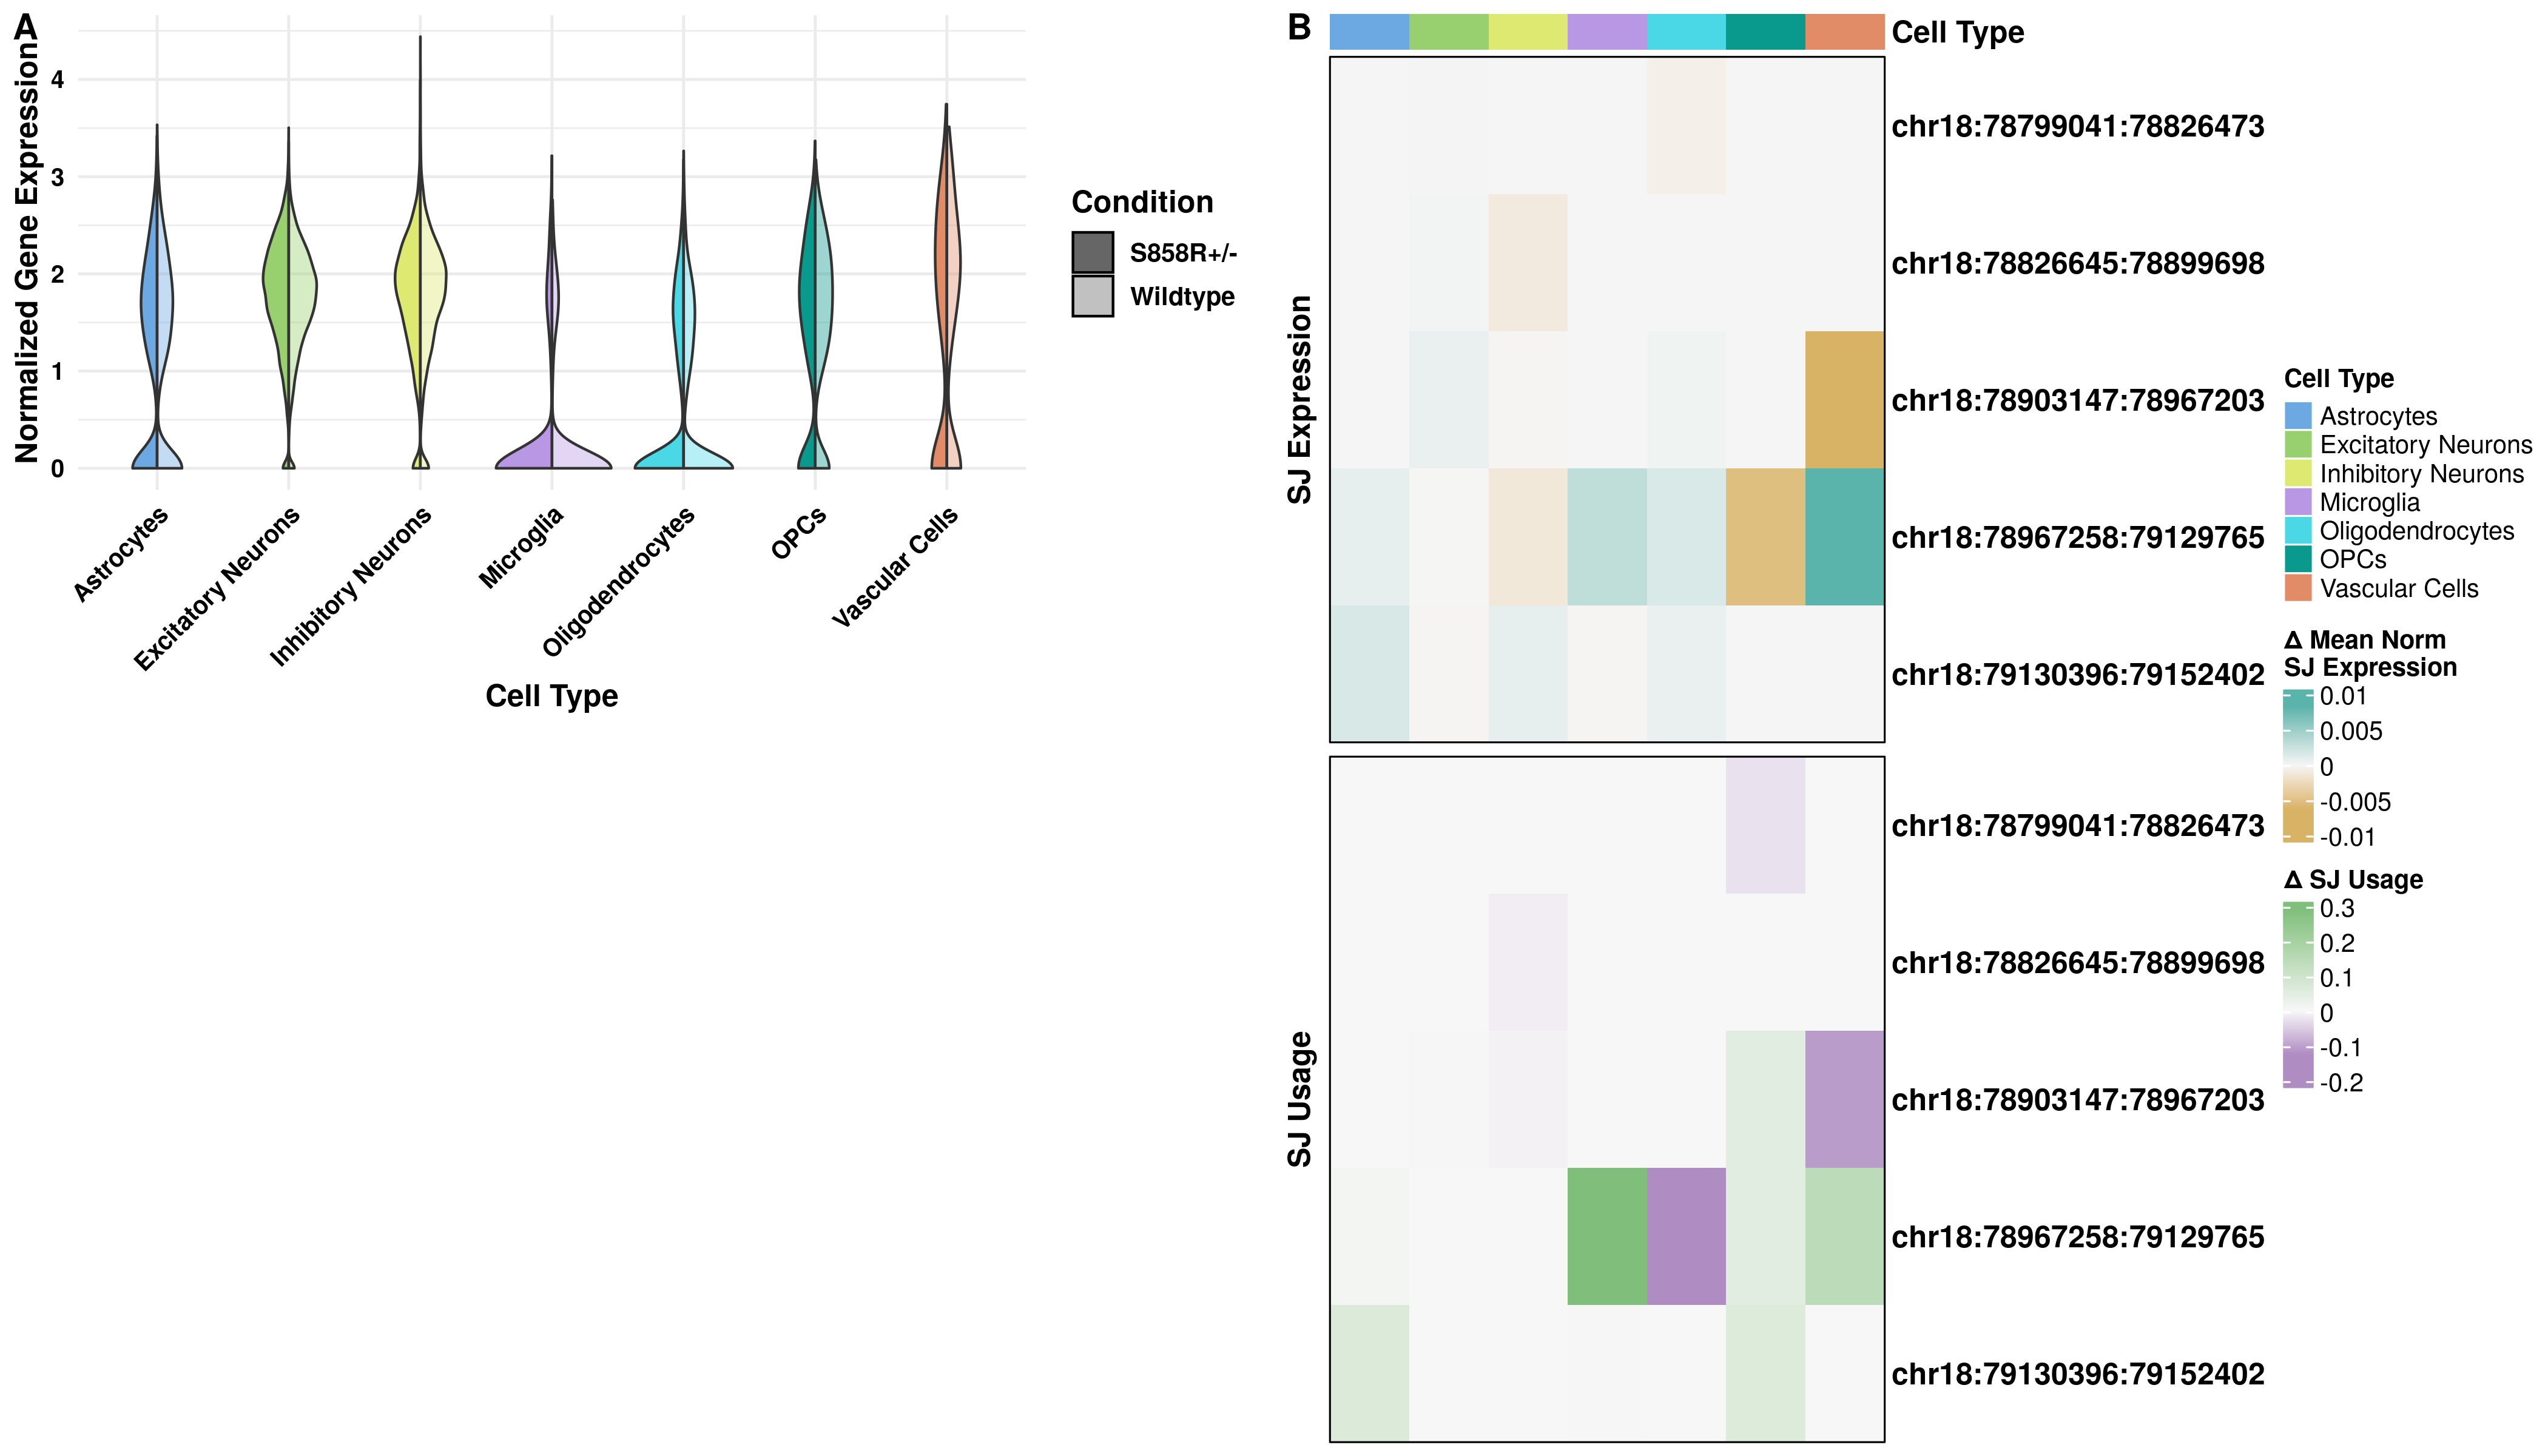 A
Normalized Gene Expression
4
3
2
1
0
Astrocytes
Excitatory Neurons
Inhibitory Neurons
Microglia
Oligodendrocytes
OPCs
Vascular Cells
Cell Type
Condition
S858R+/-
Wildtype
B
Cell Type
SJ Expression
chr18:78799041:78826473
chr18:78826645:78899698
chr18:78903147:78967203
chr18:78967258:79129765
chr18:79130396:79152402
SJ Usage
chr18:78799041:78826473
chr18:78826645:78899698
chr18:78903147:78967203
chr18:78967258:79129765
chr18:79130396:79152402
Cell Type
Astrocytes
Excitatory Neurons
Inhibitory Neurons
Microglia
Oligodendrocytes
OPCs
Vascular Cells
Δ Mean Norm
SJ Expression
0.01
0.005
0
-0.005
-0.01
Δ SJ Usage
0.3
0.2
0.1
0
-0.1
-0.2